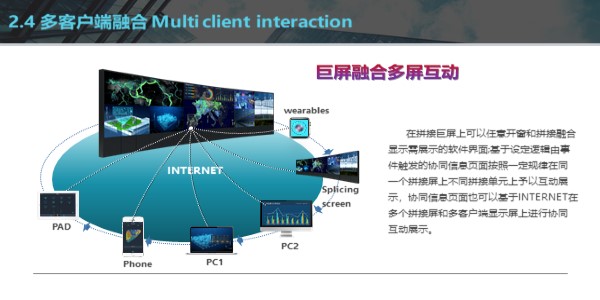 2.4 多客户端融合 Multi client interaction
巨屏融合多屏互动
wearables
INTERNET
Splicing
screen
PAD
Phone
PC1
PC2
在拼接巨屏上可以任意开窗和拼接融合
显示需展示的软件界面;基于设定逻辑由事
件触发的协同信息页面按照一定规律在同
一个拼接屏上不同拼接单元上予以互动展
示，协同信息页面也可以基于INTERNET在
多个拼接屏和多客户端显示屏上进行协同
互动展示。